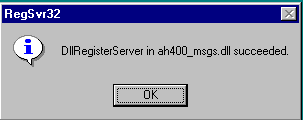 RegSvr32
DllRegisterServer in ah400_msgs.dll succeeded.
OK